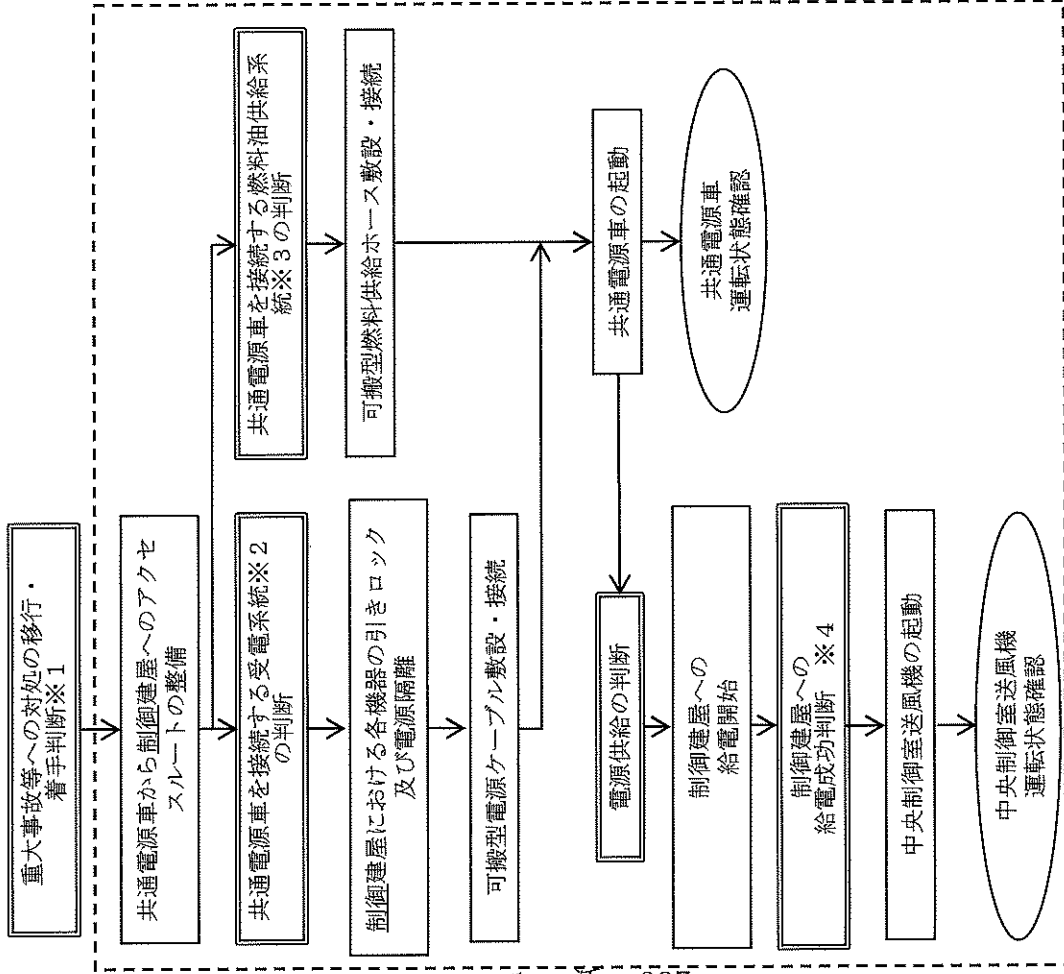 重大事故等への対処の移行・
着手判断※1
共通電源車から制御建屋へのアクセ
スルートの整備
共通電源車を接続する受電系統※2
の判断
制御建屋における各機器の引きロック
及び電源隔離
可搬型電源ケーブル敷設・接続
共通電源車を接続する燃料油供給系
統※3の判断
可搬型燃料供給ホース敷設・接続
共通電源車の起動
共通電源車
運転状態確認
電源供給の判断
制御建屋への
給電開始
制御建屋への
給電成功判断 ※4
中央制御室送風機の起動
中央制御室送風機
運転状態確認